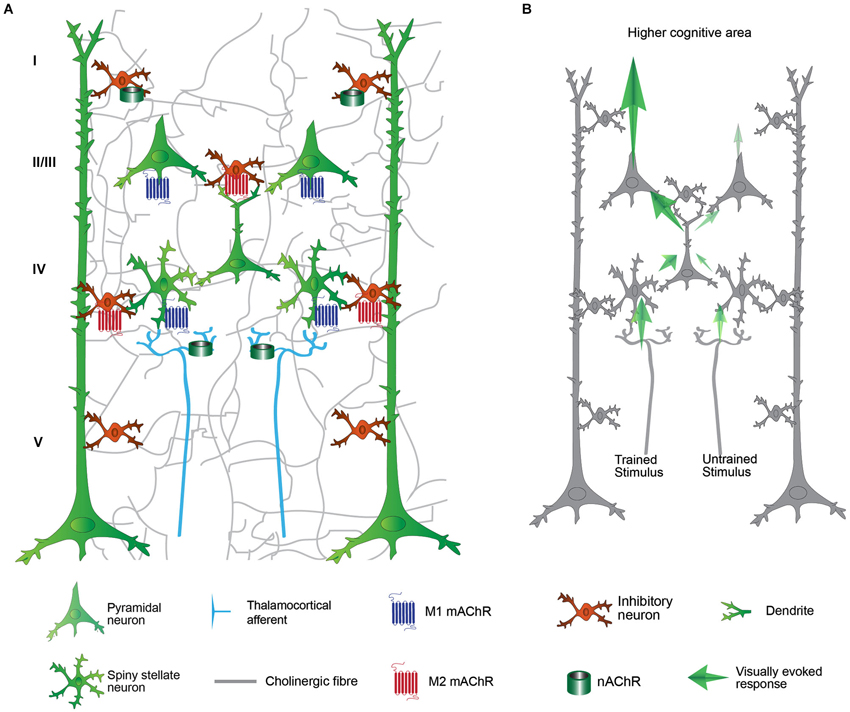 A
B
Higher cognitive area
I
II/III
IV
V
Trained
Stimulus
Untrained
Stimulus
Pyramidal
neuron
Thalamocortical
afferent
M1 mAChR
Inhibitory
neuron
Dendrite
Spiny stellate
neuron
Cholinergic fibre
M2 mAChR
nAChR
Visually evoked
response